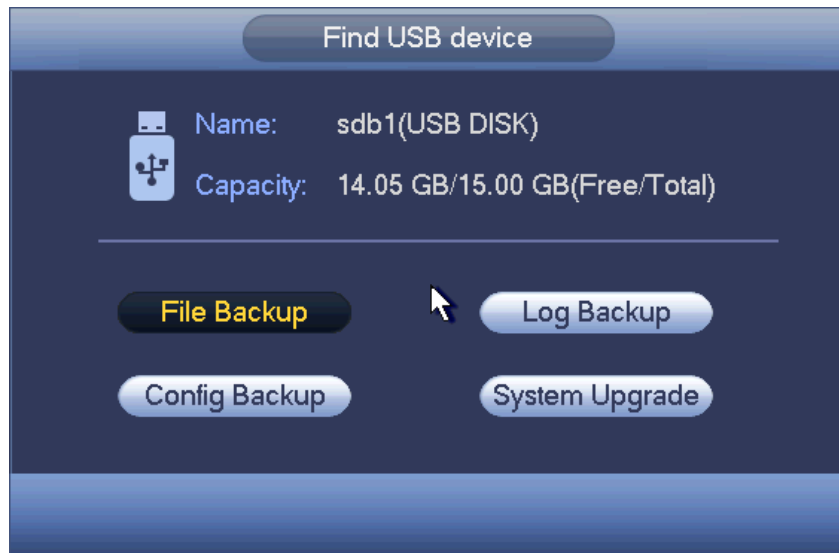 Find USB device
Name: sdb1(USB DISK)
Capacity: 14.05 GB/15.00 GB(Free/Total)
File Backup Log Backup
Config Backup System Upgrade